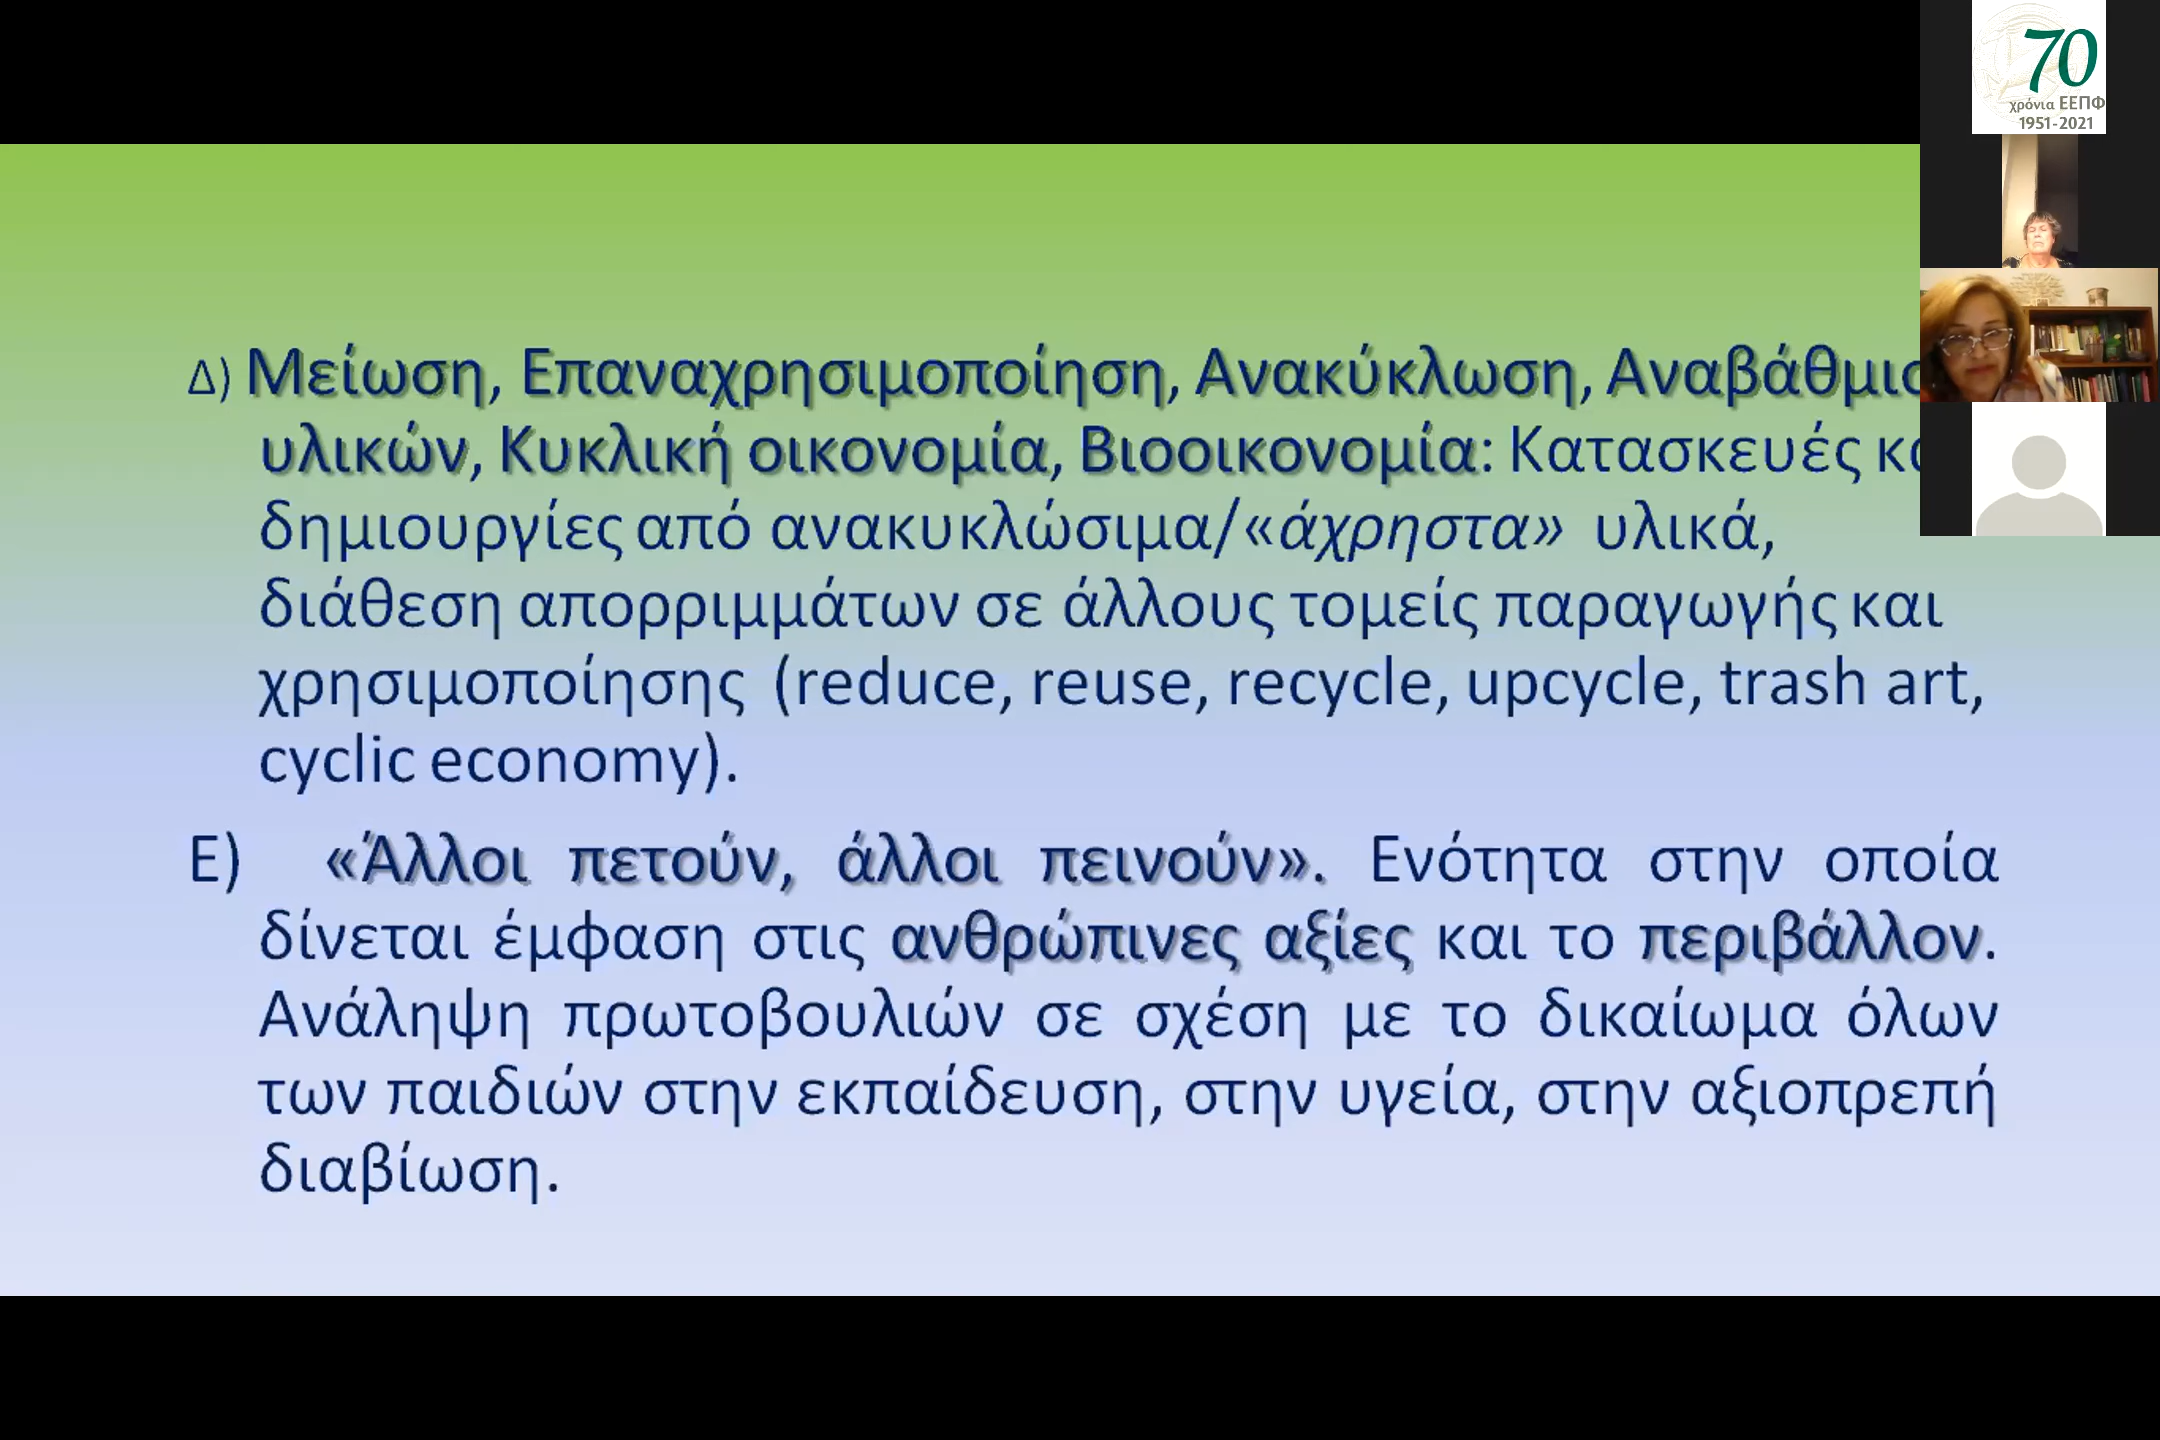 Δ) Μείωση, Επαναχρησιμοποίηση, Ανακύκλωση,
υλικών, Κυκλική οικονομία, Βιοοικονομία: Κατασκευές
δημιουργίες από ανακυκλώσιμα/«άχρηστα» υλικά,
διάθεση απορριμμάτων σε άλλους τομείς παραγωγής και
χρησιμοποίησης (reduce, reuse, recycle, upcycle, trash art,
cyclic economy).
Ε) «Άλλοι πετούν, άλλοι πεινούν». Ενότητα στην οποία
δίνεται έμφαση στις ανθρώπινες αξίες και το περιβάλλον.
Ανάληψη πρωτοβουλιών σε σχέση με το δικαίωμα όλων
των παιδιών στην εκπαίδευση, στην υγεία, στην αξιοπρεπή
διαβίωση.
70
χρόνια ΕΕΠΦ
1951-2021